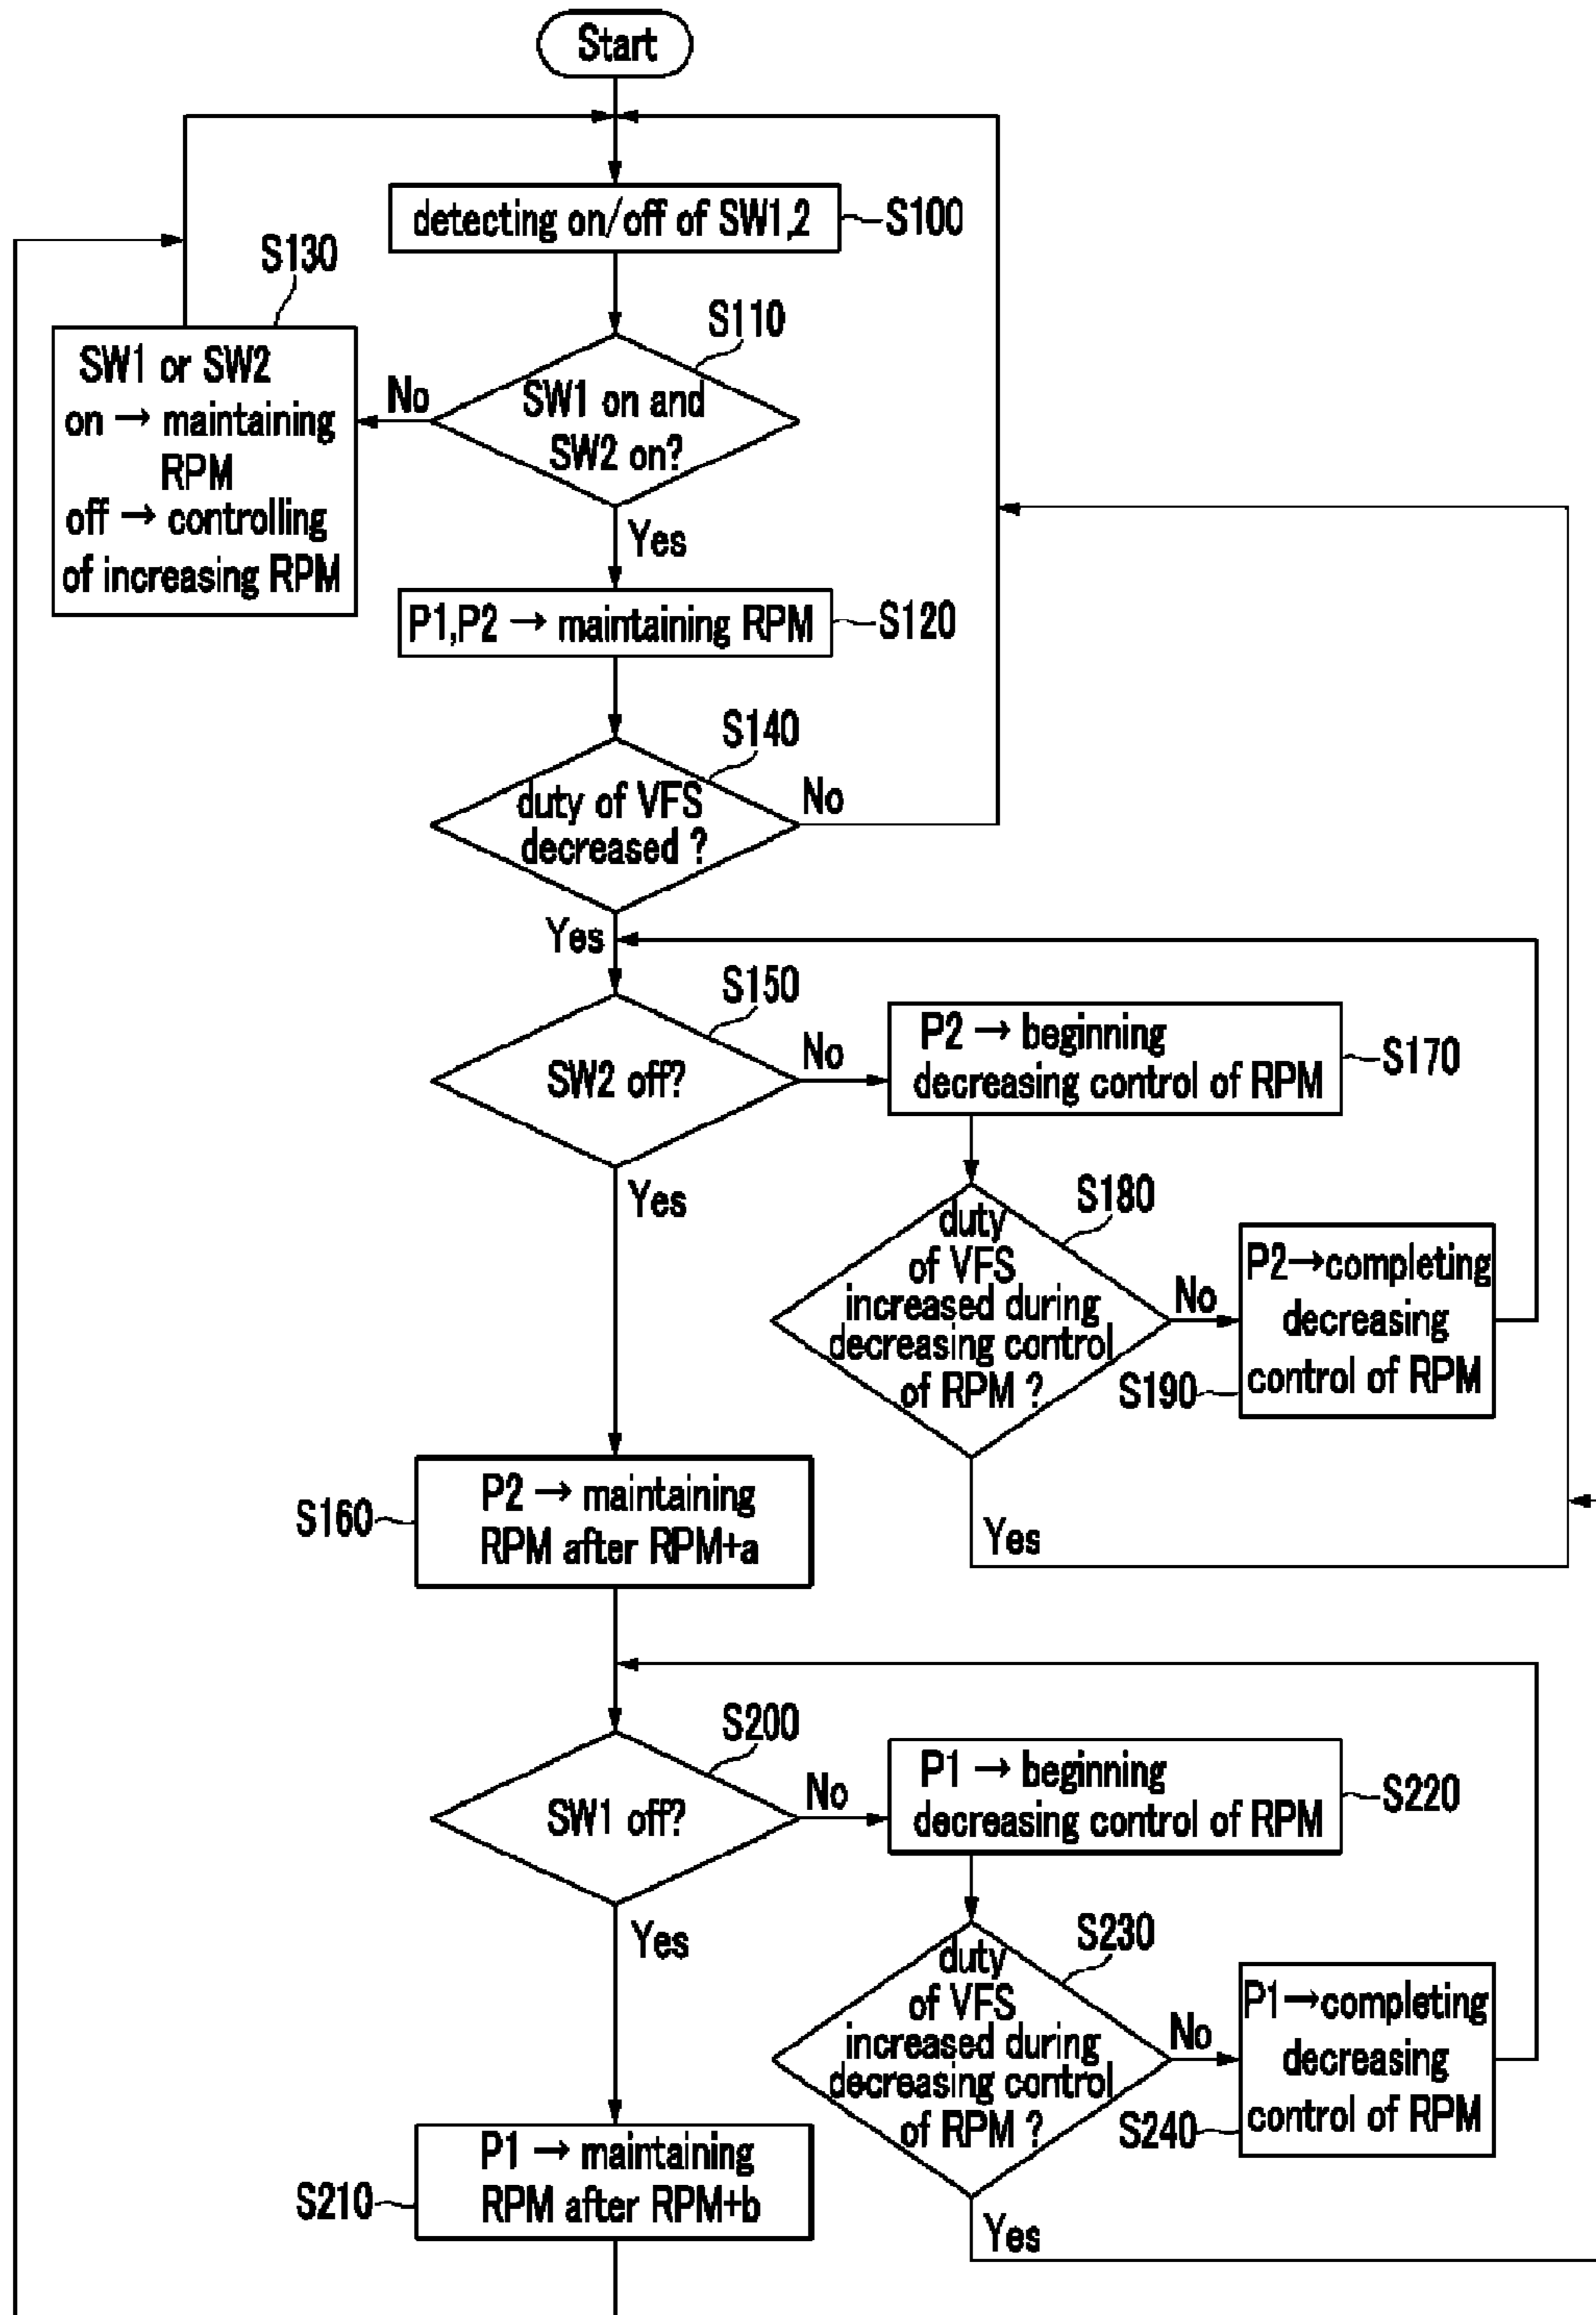 Start
detecting on/off of SW1,2
S100
S130
S110
SW1 or SW2
on → maintaining
RPM
off → controlling
of increasing RPM
No
SW1 on and
SW2 on?
Yes
P1,P2 → maintaining RPM
S120
S140
duty of VFS
decreased ?
No
Yes
S150
SW2 off?
No
P2 → beginning
decreasing control of RPM
S170
Yes
S180
duty
of VFS
increased during
decreasing control
of RPM ?
No
P2→completing
decreasing
control of RPM
S190
Yes
S160
P2 → maintaining
RPM after RPM+a
S200
SW1 off?
No
P1 → beginning
decreasing control of RPM
S220
Yes
S230
duty
of VFS
increased during
decreasing control
of RPM ?
No
P1→completing
decreasing
control of RPM
S240
Yes
S210
P1 → maintaining
RPM after RPM+b